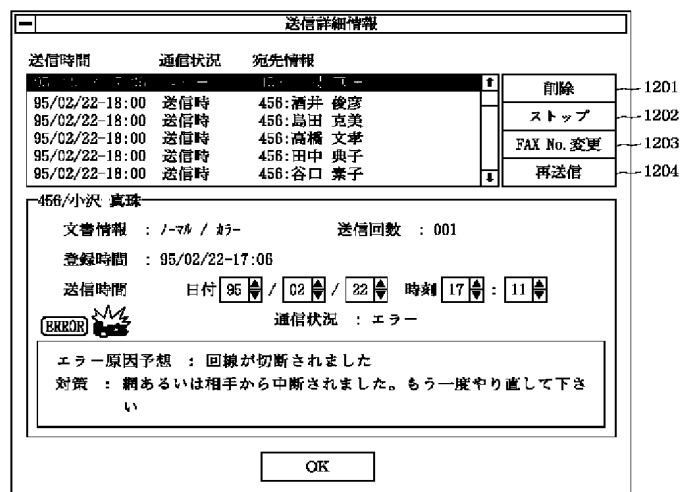 送信詳細情報
送信時間 通信状況 宛先情報
95/02/22-18:00 送信時 456:酒井 俊彦
95/02/22-18:00 送信時 456:島田 克美
95/02/22-18:00 送信時 456:高橋 文孝
95/02/22-18:00 送信時 456:田中 典子
95/02/22-18:00 送信時 456:谷口 素子
削除 1201
ストップ 1202
FAX No.変更 1203
再送信 1204
456/小沢 真珠
文書情報 : ノーマル / カラー 送信回数 : 001
登録時間 : 95/02/22-17:06
送信時間 日付 95 / 02 / 22 時刻 17 : 11
ERROR 通信状況 : エラー
エラー原因予想 : 回線が切断されました
対策 : 網あるいは相手から中断されました。もう一度やり直して下さ
い
OK